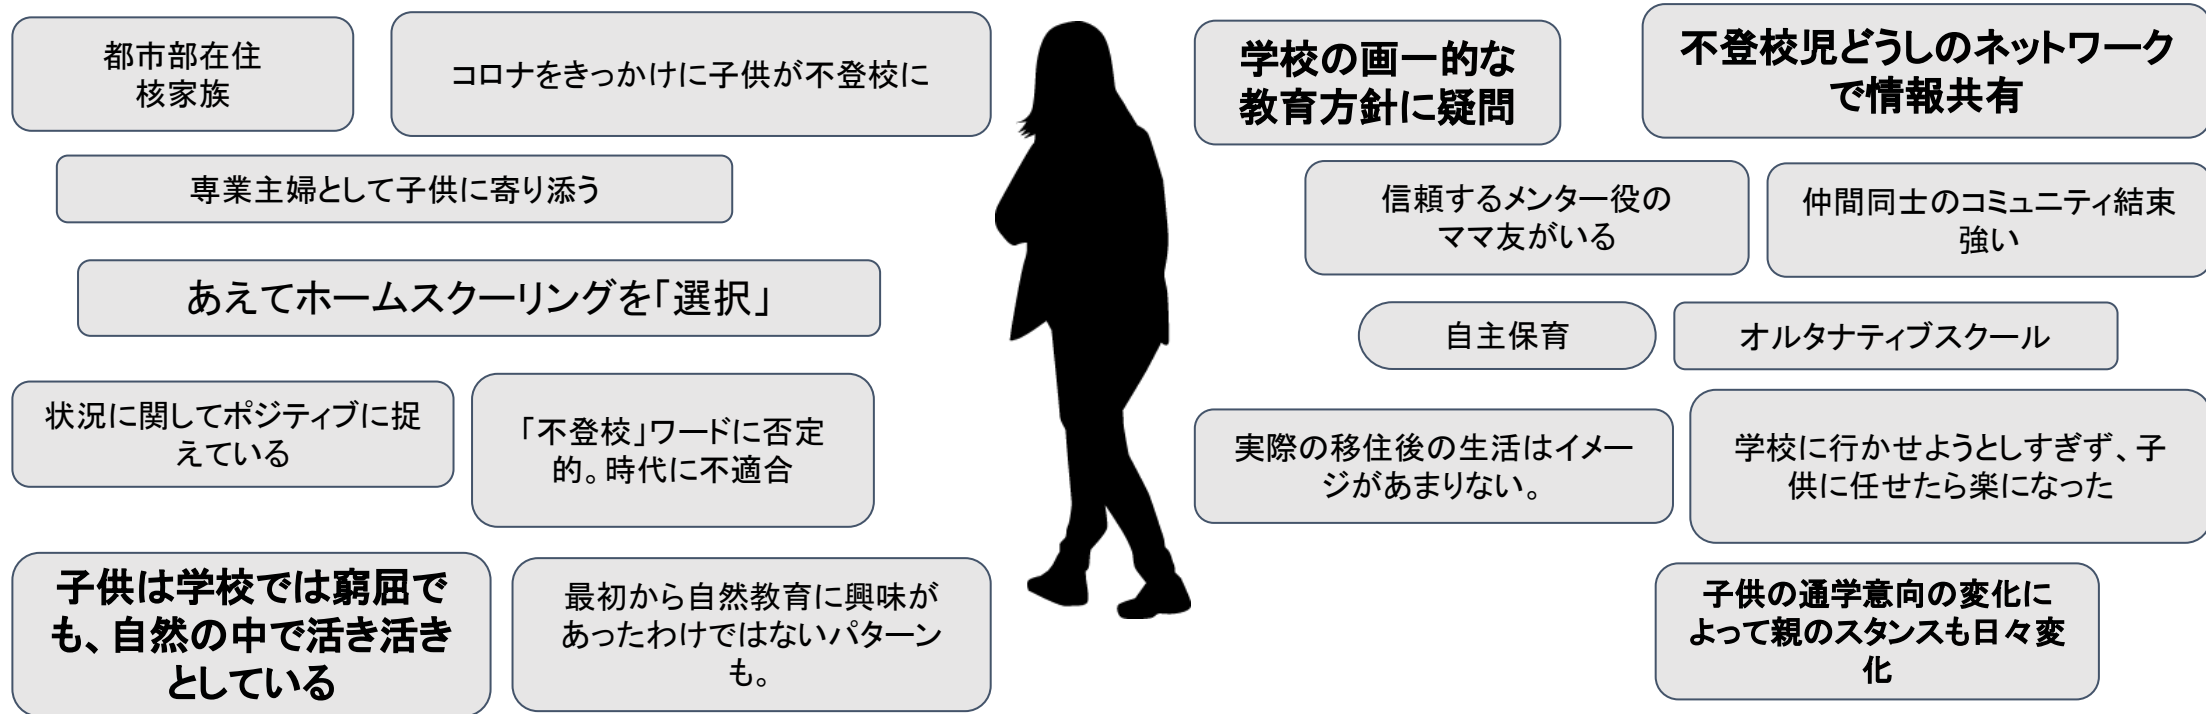 都市部在住
核家族
コロナをきっかけに子供が不登校に
専業主婦として子供に寄り添う
あえてホームスクーリングを「選択」
状況に関してポジティブに捉
えている
「不登校」ワードに否定
的。時代に不適合
子供は学校では窮屈で
も、自然の中で活き活き
としている
最初から自然教育に興味が
あったわけではないパターン
も。
学校の画一的な
教育方針に疑問
不登校児どうしのネットワーク
で情報共有
信頼するメンター役の
ママ友がいる
仲間同士のコミュニティ結束
強い
自主保育
オルタナティブスクール
実際の移住後の生活はイメー
ジがあまりない。
学校に行かせようとしすぎず、子
供に任せたら楽になった
子供の通学意向の変化に
よって親のスタンスも日々変
化